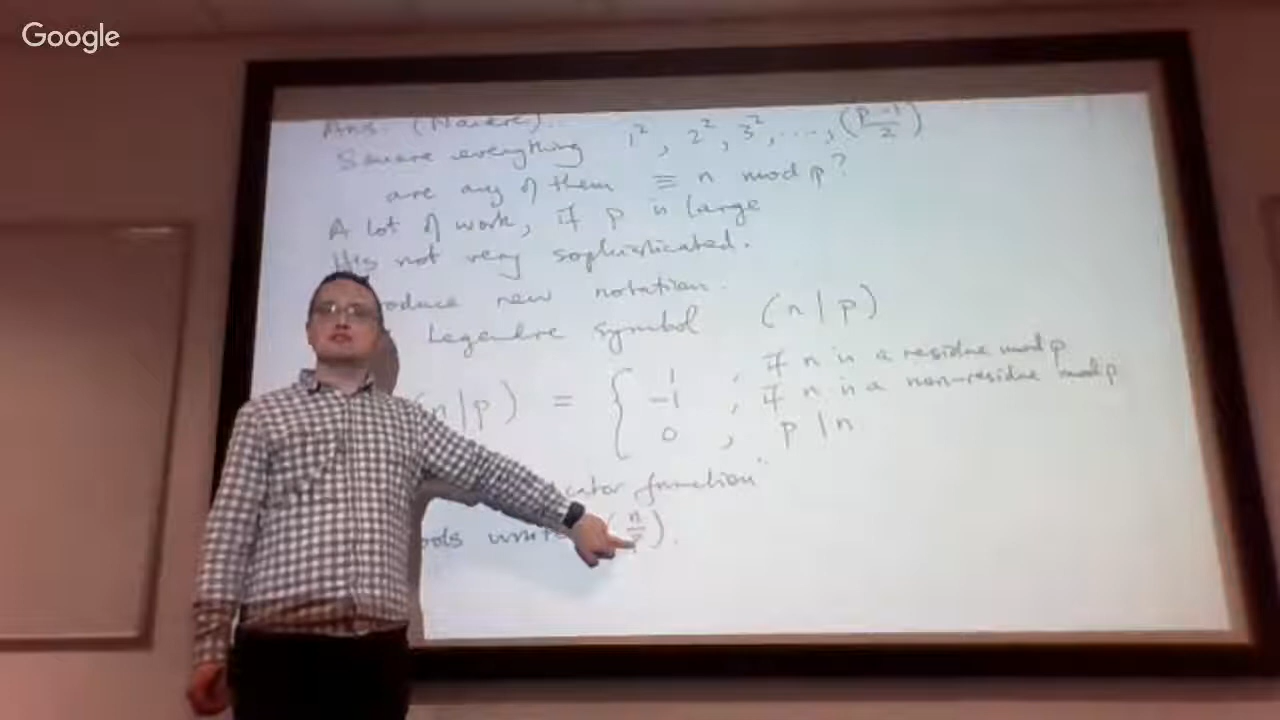 Google
Ans. (Naive).
Square everything 1², 2², 3², ...., (p-1/2)
are any of them ≡ n mod p?
A lot of work, if p is large
not very sophisticated.
new notation.
Legendre symbol (n|p)
(n|p) = { 1 , if n is a residue mod p
-1 , if n is a non-residue mod p
0 , p|n
function"
(n/p).